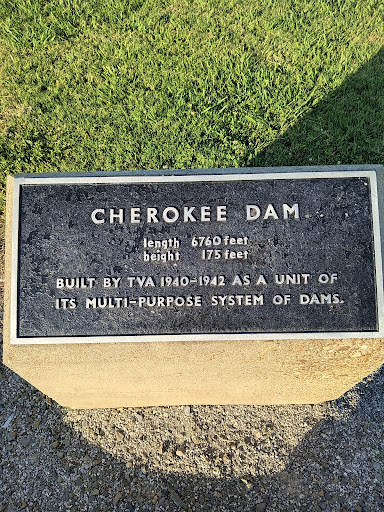 CHEROKEE DAM
length 6760 feet
height 175 feet
BUILT BY TVA 1940-1942 AS A UNIT OF
ITS MULTI-PURPOSE SYSTEM OF DAMS.